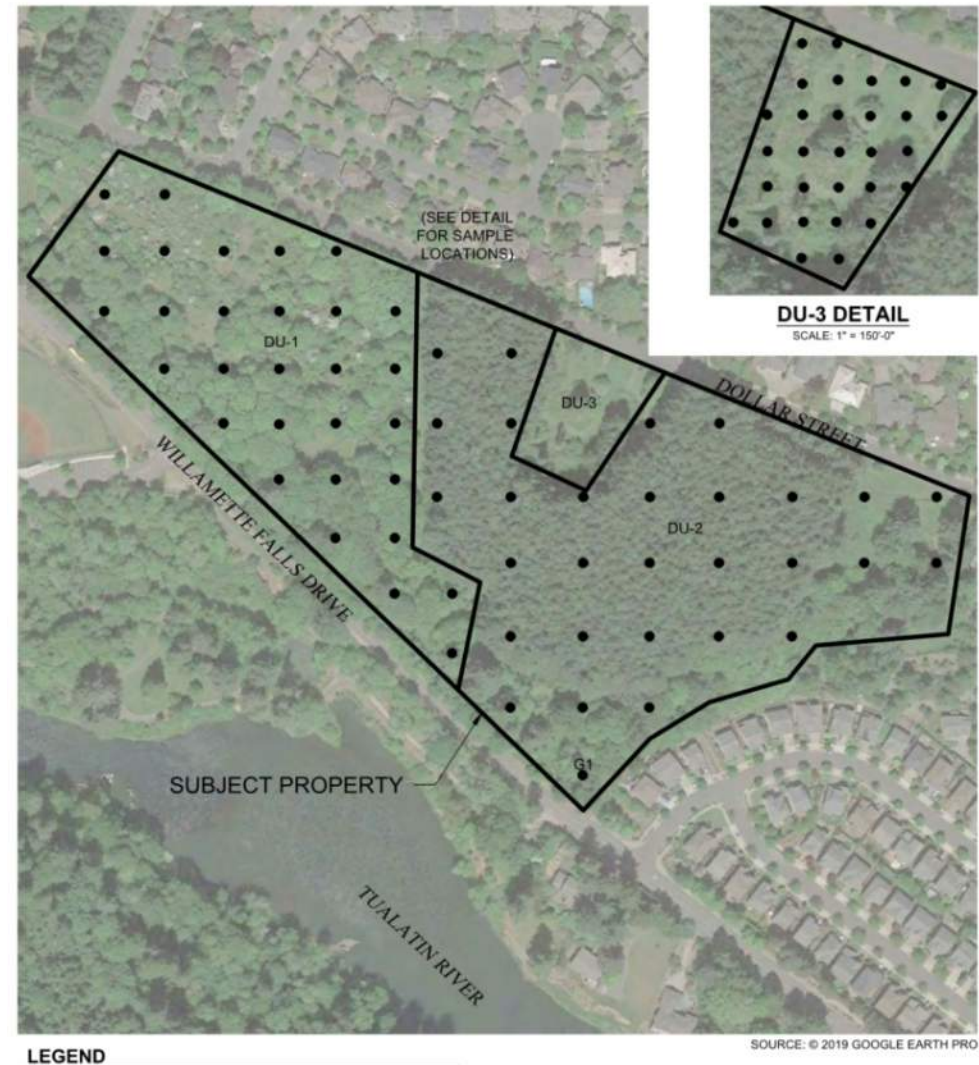 (SEE DETAIL
FOR SAMPLE
LOCATIONS)
DU-3 DETAIL
SCALE: 1" = 150'-0"
DU-1
DU-3
DOLLAR STREET
WILLAMETTE FALLS DRIVE
DU-2
G1
SUBJECT PROPERTY
TUALATIN RIVER
SOURCE: © 2019 GOOGLE EARTH PRO
LEGEND